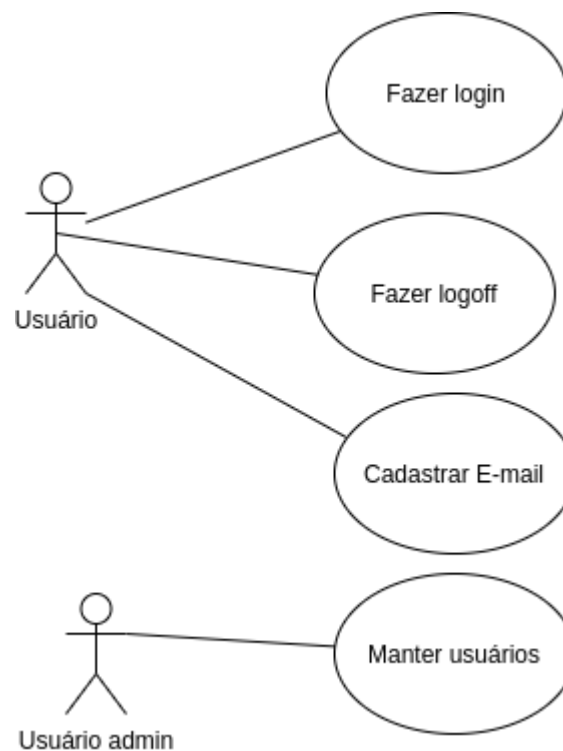 Fazer login
Fazer logoff
Usuário
Cadastrar E-mail
Manter usuários
Usuário admin